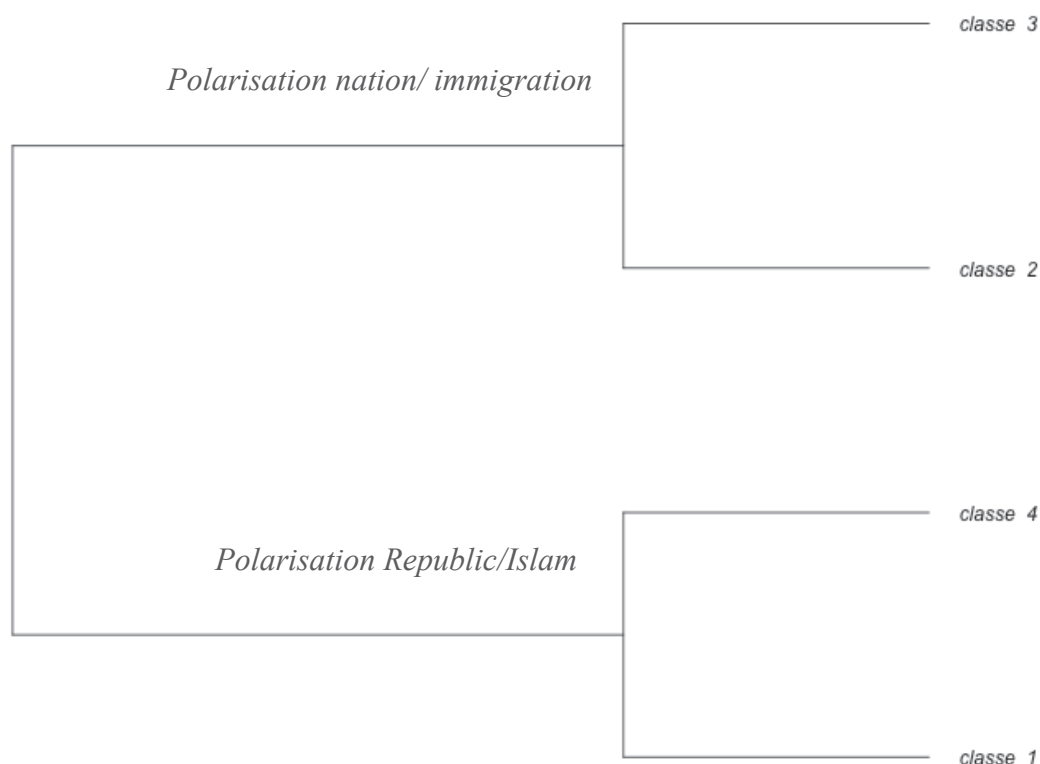 classe 3
Polarisation nation/ immigration
classe 2
classe 4
Polarisation Republic/Islam
classe 1